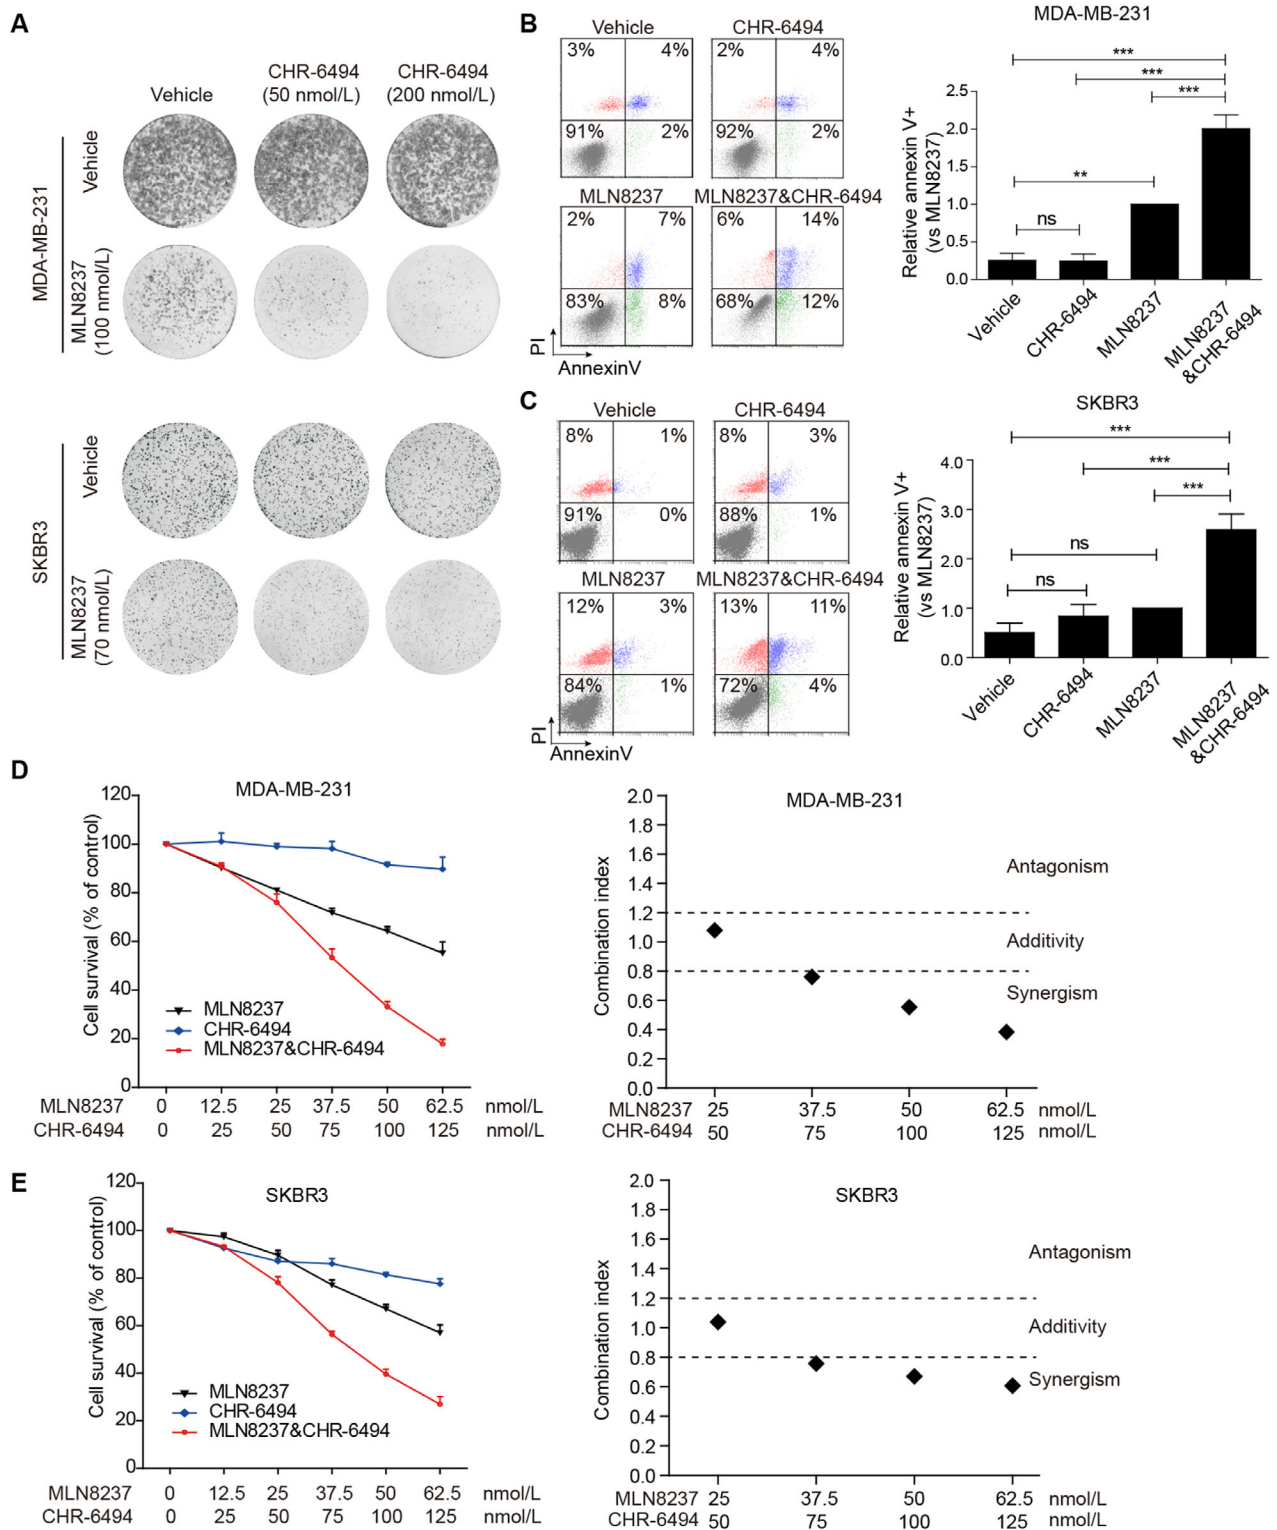 A
Vehicle
CHR-6494
(50 nmol/L)
CHR-6494
(200 nmol/L)
MDA-MB-231
Vehicle
MLN8237
(100 nmol/L)
SKBR3
Vehicle
MLN8237
(70 nmol/L)
B
Vehicle
CHR-6494
3% 4%
91% 2%
2% 4%
92% 2%
MLN8237
MLN8237&CHR-6494
2% 7%
83% 8%
6% 14%
68% 12%
PI
AnnexinV
MDA-MB-231
***
***
***
**
ns
Relative annexin V+
(vs MLN8237)
2.5
2.0
1.5
1.0
0.5
0.0
Vehicle
CHR-6494
MLN8237
MLN8237
&CHR-6494
C
Vehicle
CHR-6494
8% 1%
91% 0%
8% 3%
88% 1%
MLN8237
MLN8237&CHR-6494
12% 3%
84% 1%
13% 11%
72% 4%
PI
AnnexinV
SKBR3
***
***
***
ns
ns
Relative annexin V+
(vs MLN8237)
4.0
3.0
2.0
1.0
0.0
Vehicle
CHR-6494
MLN8237
MLN8237
&CHR-6494
D
MDA-MB-231
Cell survival (% of control)
120
100
80
60
40
20
0
MLN8237
CHR-6494
MLN8237&CHR-6494
MLN8237 0 12.5 25 37.5 50 62.5 nmol/L
CHR-6494 0 25 50 75 100 125 nmol/L
MDA-MB-231
Combination index
2.0
1.8
1.6
1.4
1.2
1.0
0.8
0.6
0.4
0.2
0.0
Antagonism
Additivity
Synergism
MLN8237 25 37.5 50 62.5 nmol/L
CHR-6494 50 75 100 125 nmol/L
E
SKBR3
Cell survival (% of control)
120
100
80
60
40
20
0
MLN8237
CHR-6494
MLN8237&CHR-6494
MLN8237 0 12.5 25 37.5 50 62.5 nmol/L
CHR-6494 0 25 50 75 100 125 nmol/L
SKBR3
Combination index
2.0
1.8
1.6
1.4
1.2
1.0
0.8
0.6
0.4
0.2
0.0
Antagonism
Additivity
Synergism
MLN8237 25 37.5 50 62.5 nmol/L
CHR-6494 50 75 100 125 nmol/L